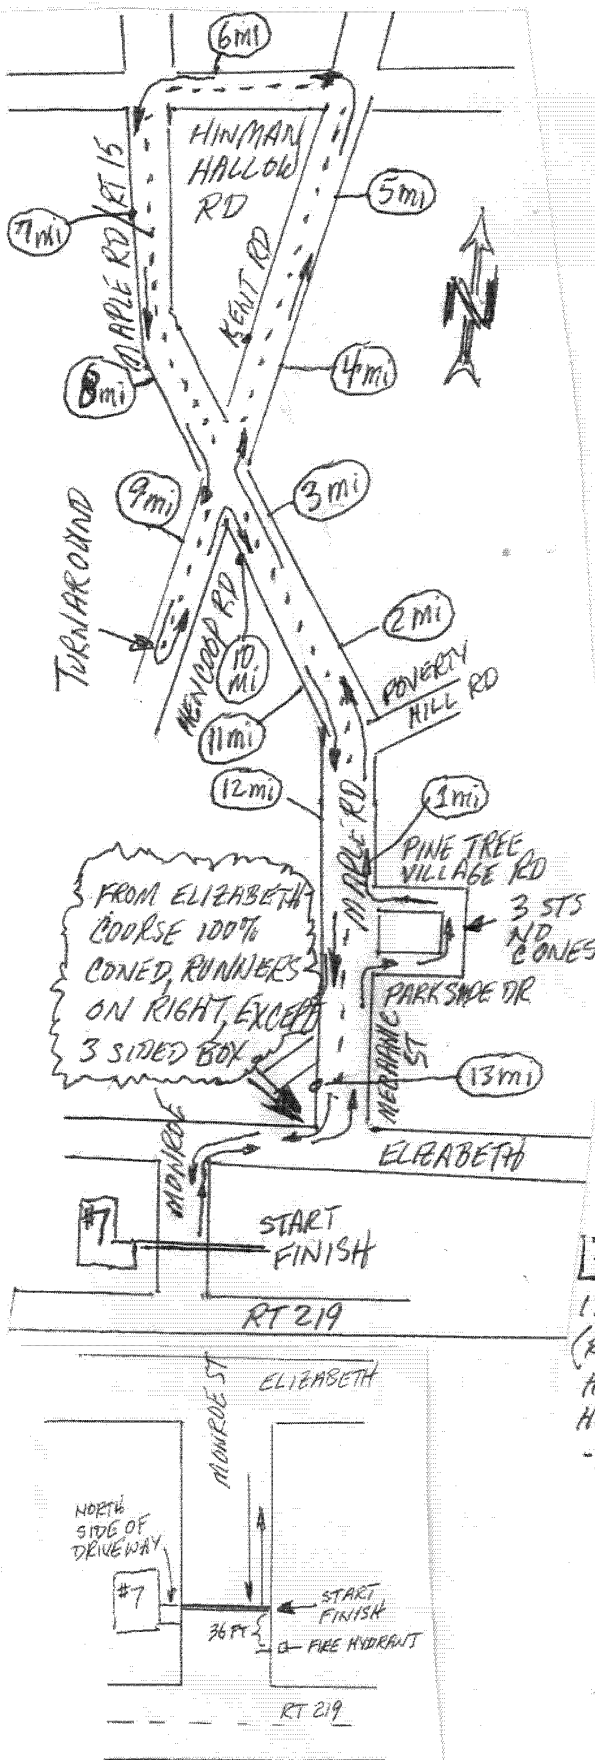 6mi
HINMAN
HALLOW
RD
MAPLE RD / RT 15
5mi
7mi
KENT RD
N
4mi
8mi
9mi
3mi
TURNAROUND
HENCOOP RD
10
mi
2mi
POVERTY
HILL RD
11mi
12mi
1mi
MAPLE RD
PINE TREE
VILLAGE RD
3 STS
NO
CONES
FROM ELIZABETH
COURSE 100%
CONED, RUNNERS
ON RIGHT, EXCEPT
3 SIDED BOX
PARKSIDE DR
MECHANIC
ST
13mi
ELIZABETH
MONROE
#7
START
FINISH
RT 219
ELIZABETH
MONROE ST
NORTH
SIDE OF
DRIVEWAY
#7
START
FINISH
36 FT
FIRE HYDRANT
RT 219